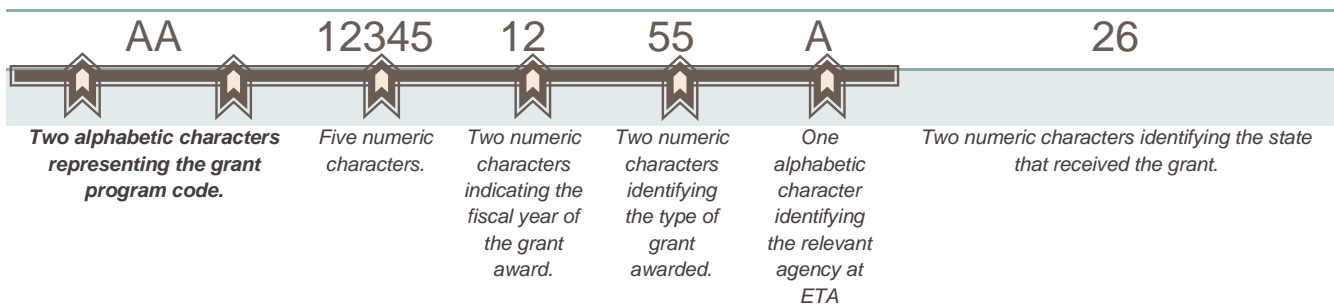 AA 12345 12 55 A 26
Two alphabetic characters
representing the grant
program code.
Five numeric
characters.
Two numeric
characters
indicating the
fiscal year of
the grant
award.
Two numeric
characters
identifying
the type of
grant
awarded.
One
alphabetic
character
identifying
the relevant
agency at
ETA
Two numeric characters identifying the state
that received the grant.